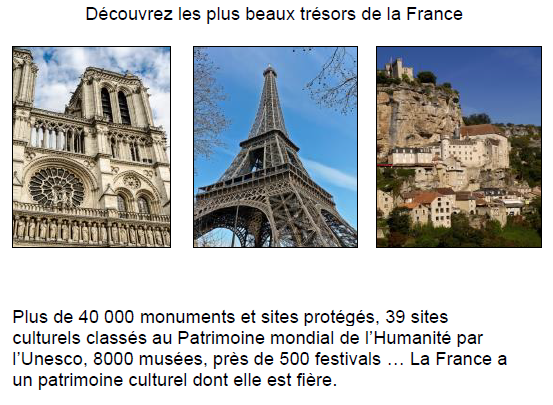 Découvrez les plus beaux trésors de la France
Plus de 40 000 monuments et sites protégés, 39 sites
culturels classés au Patrimoine mondial de l’Humanité par
l’Unesco, 8000 musées, près de 500 festivals … La France a
un patrimoine culturel dont elle est fière.